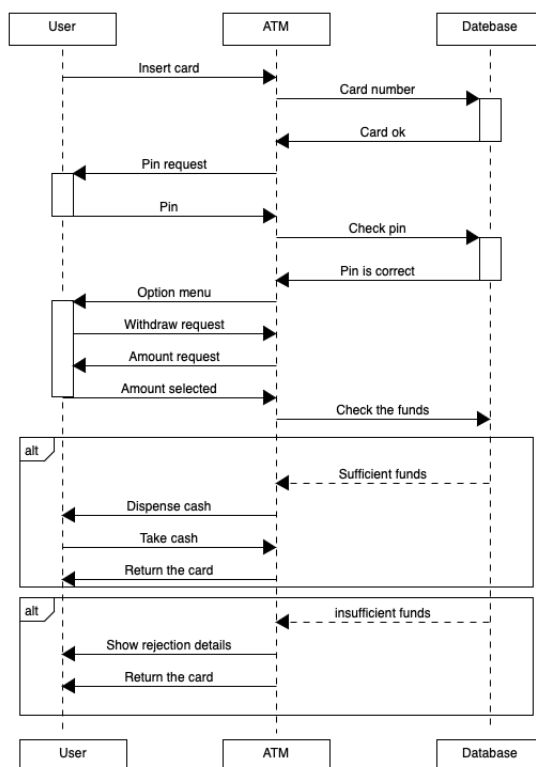 User ATM Datebase
Insert card
Card number
Card ok
Pin request
Pin
Check pin
Pin is correct
Option menu
Withdraw request
Amount request
Amount selected
Check the funds
alt
Sufficient funds
Dispense cash
Take cash
Return the card
alt
insufficient funds
Show rejection details
Return the card
User ATM Database